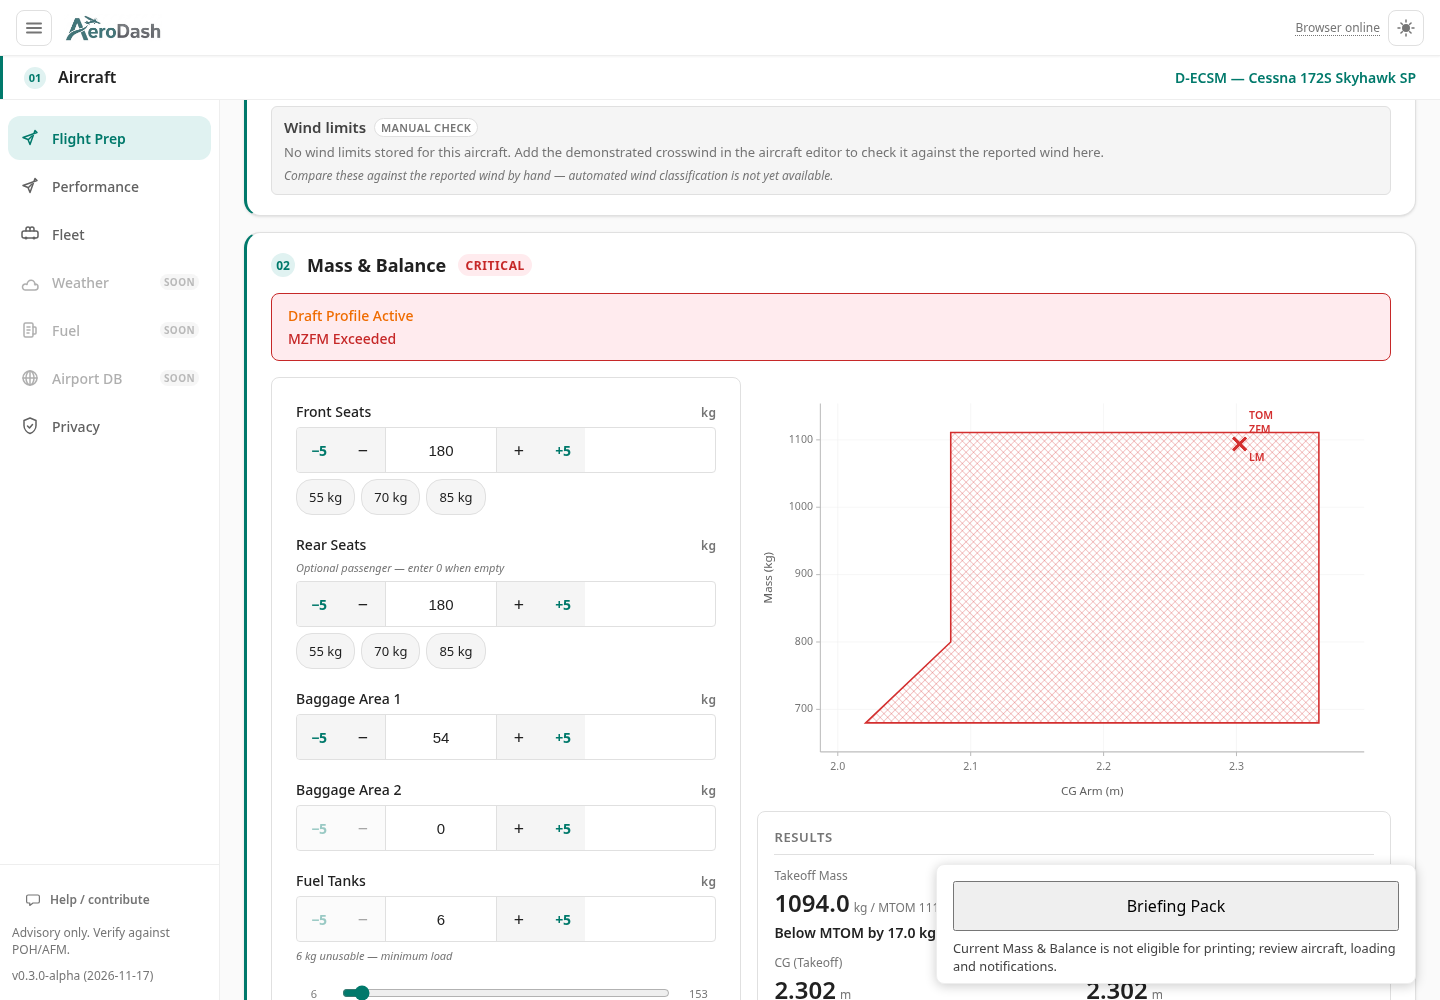 AeroDash
Browser online
01 Aircraft
D-ECSM — Cessna 172S Skyhawk SP
Flight Prep
Performance
Fleet
Weather SOON
Fuel SOON
Airport DB SOON
Privacy
Help / contribute
Advisory only. Verify against
POH/AFM.
v0.3.0-alpha (2026-11-17)
Wind limits MANUAL CHECK
No wind limits stored for this aircraft. Add the demonstrated crosswind in the aircraft editor to check it against the reported wind here.
Compare these against the reported wind by hand — automated wind classification is not yet available.
02 Mass & Balance CRITICAL
Draft Profile Active
MZFM Exceeded
Front Seats kg
−5 − 180 + +5
55 kg 70 kg 85 kg
Rear Seats kg
Optional passenger — enter 0 when empty
−5 − 180 + +5
55 kg 70 kg 85 kg
Baggage Area 1 kg
−5 − 54 + +5
Baggage Area 2 kg
−5 − 0 + +5
Fuel Tanks kg
−5 − 6 + +5
6 kg unusable — minimum load
6 153
TOM
ZFM
LM
1100
1000
900
800
700
Mass (kg)
2.0 2.1 2.2 2.3
CG Arm (m)
RESULTS
Takeoff Mass
1094.0 kg / MTOM 111
Below MTOM by 17.0 kg
CG (Takeoff)
2.302 m 2.302 m
Briefing Pack
Current Mass & Balance is not eligible for printing; review aircraft, loading
and notifications.